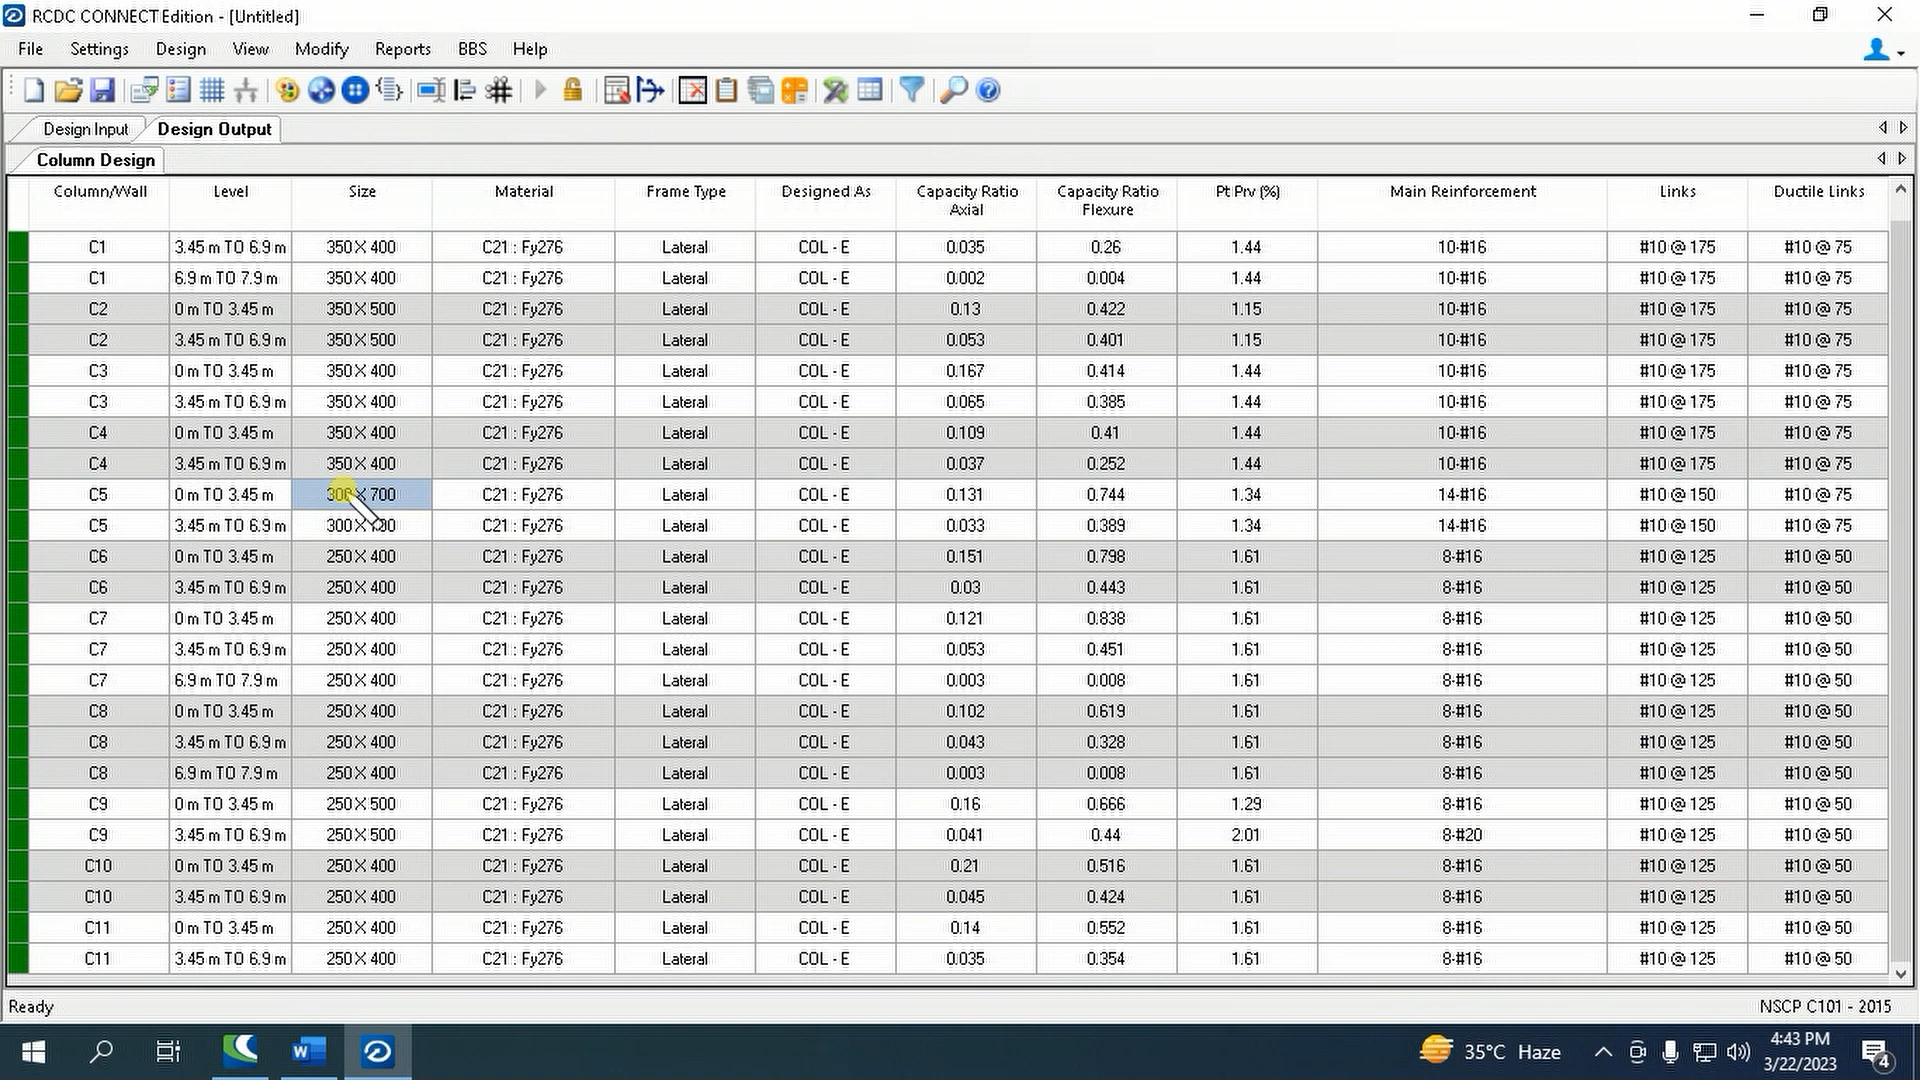 RCDC CONNECT Edition - [Untitled]
File Settings Design View Modify Reports BBS Help
Design Input Design Output
Column Design
Column/Wall Level Size Material Frame Type Designed As Capacity Ratio Axial Capacity Ratio Flexure Pt Prv (%) Main Reinforcement Links Ductile Links
C1 3.45 m TO 6.9 m 350 X 400 C21 : Fy276 Lateral COL - E 0.035 0.26 1.44 10-#16 #10 @ 175 #10 @ 75
C1 6.9 m TO 7.9 m 350 X 400 C21 : Fy276 Lateral COL - E 0.002 0.004 1.44 10-#16 #10 @ 175 #10 @ 75
C2 0 m TO 3.45 m 350 X 500 C21 : Fy276 Lateral COL - E 0.13 0.422 1.15 10-#16 #10 @ 175 #10 @ 75
C2 3.45 m TO 6.9 m 350 X 500 C21 : Fy276 Lateral COL - E 0.053 0.401 1.15 10-#16 #10 @ 175 #10 @ 75
C3 0 m TO 3.45 m 350 X 400 C21 : Fy276 Lateral COL - E 0.167 0.414 1.44 10-#16 #10 @ 175 #10 @ 75
C3 3.45 m TO 6.9 m 350 X 400 C21 : Fy276 Lateral COL - E 0.065 0.385 1.44 10-#16 #10 @ 175 #10 @ 75
C4 0 m TO 3.45 m 350 X 400 C21 : Fy276 Lateral COL - E 0.109 0.41 1.44 10-#16 #10 @ 175 #10 @ 75
C4 3.45 m TO 6.9 m 350 X 400 C21 : Fy276 Lateral COL - E 0.037 0.252 1.44 10-#16 #10 @ 175 #10 @ 75
C5 0 m TO 3.45 m 300 X 700 C21 : Fy276 Lateral COL - E 0.131 0.744 1.34 14-#16 #10 @ 150 #10 @ 75
C5 3.45 m TO 6.9 m 300 X 700 C21 : Fy276 Lateral COL - E 0.033 0.389 1.34 14-#16 #10 @ 150 #10 @ 75
C6 0 m TO 3.45 m 250 X 400 C21 : Fy276 Lateral COL - E 0.151 0.798 1.61 8-#16 #10 @ 125 #10 @ 50
C6 3.45 m TO 6.9 m 250 X 400 C21 : Fy276 Lateral COL - E 0.03 0.443 1.61 8-#16 #10 @ 125 #10 @ 50
C7 0 m TO 3.45 m 250 X 400 C21 : Fy276 Lateral COL - E 0.121 0.838 1.61 8-#16 #10 @ 125 #10 @ 50
C7 3.45 m TO 6.9 m 250 X 400 C21 : Fy276 Lateral COL - E 0.053 0.451 1.61 8-#16 #10 @ 125 #10 @ 50
C7 6.9 m TO 7.9 m 250 X 400 C21 : Fy276 Lateral COL - E 0.003 0.008 1.61 8-#16 #10 @ 125 #10 @ 50
C8 0 m TO 3.45 m 250 X 400 C21 : Fy276 Lateral COL - E 0.102 0.619 1.61 8-#16 #10 @ 125 #10 @ 50
C8 3.45 m TO 6.9 m 250 X 400 C21 : Fy276 Lateral COL - E 0.043 0.328 1.61 8-#16 #10 @ 125 #10 @ 50
C8 6.9 m TO 7.9 m 250 X 400 C21 : Fy276 Lateral COL - E 0.003 0.008 1.61 8-#16 #10 @ 125 #10 @ 50
C9 0 m TO 3.45 m 250 X 500 C21 : Fy276 Lateral COL - E 0.16 0.666 1.29 8-#16 #10 @ 125 #10 @ 50
C9 3.45 m TO 6.9 m 250 X 500 C21 : Fy276 Lateral COL - E 0.041 0.44 2.01 8-#20 #10 @ 125 #10 @ 50
C10 0 m TO 3.45 m 250 X 400 C21 : Fy276 Lateral COL - E 0.21 0.516 1.61 8-#16 #10 @ 125 #10 @ 50
C10 3.45 m TO 6.9 m 250 X 400 C21 : Fy276 Lateral COL - E 0.045 0.424 1.61 8-#16 #10 @ 125 #10 @ 50
C11 0 m TO 3.45 m 250 X 400 C21 : Fy276 Lateral COL - E 0.14 0.552 1.61 8-#16 #10 @ 125 #10 @ 50
C11 3.45 m TO 6.9 m 250 X 400 C21 : Fy276 Lateral COL - E 0.035 0.354 1.61 8-#16 #10 @ 125 #10 @ 50
Ready NSCP C101 - 2015
W 35°C Haze 4:43 PM
3/22/2023 4